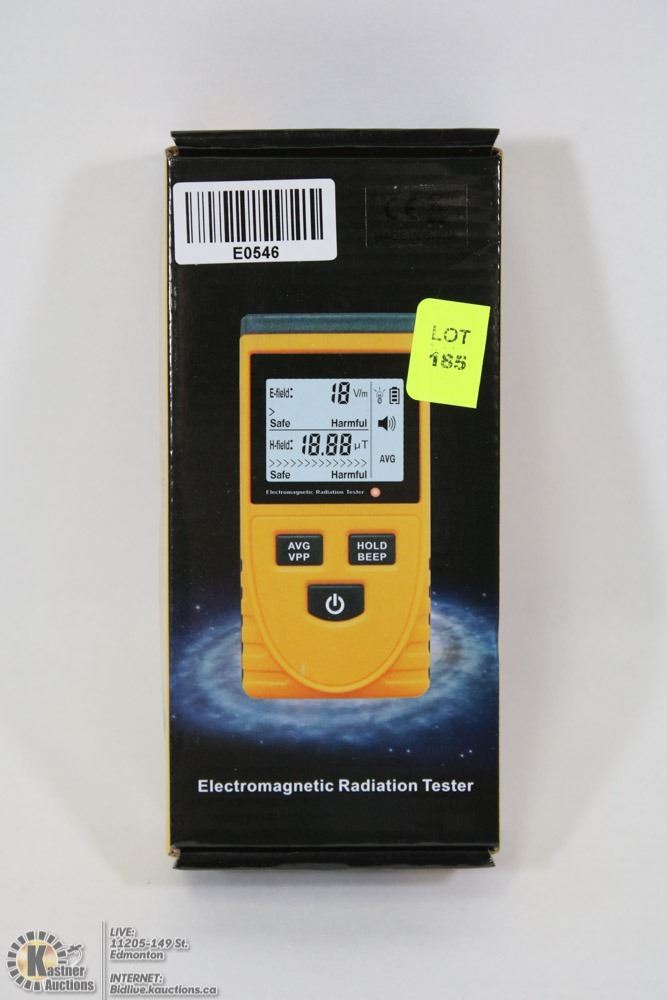 E0546
LOT
185
E-field: 18 V/m
>
Safe Harmful
H-field: 18.88 μT
>>>>>>>>>>>>>
Safe Harmful
AVG
Electromagnetic Radiation Tester
AVG
VPP
HOLD
BEEP
Electromagnetic Radiation Tester
Kastner
Auctions
LIVE:
11205-149 St.
Edmonton
INTERNET:
Bidlive.kauctions.ca